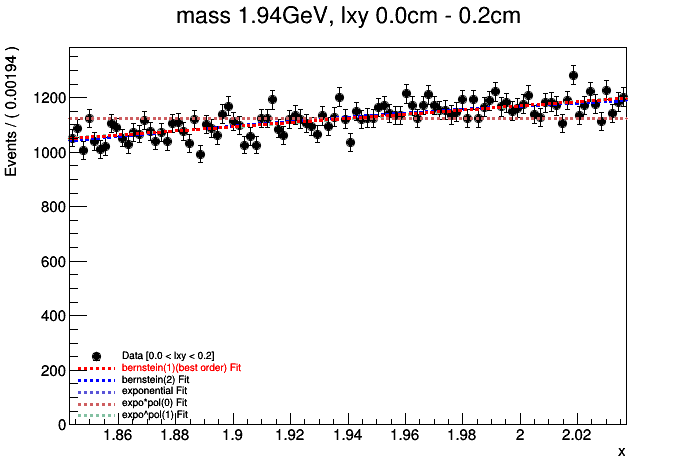 mass 1.94GeV, lxy 0.0cm - 0.2cm
Events / ( 0.00194 )
1200
1000
800
600
400
200
0
Data [0.0 < lxy < 0.2]
bernstein(1)(best order) Fit
bernstein(2) Fit
exponential Fit
expo*pol(0) Fit
expo*pol(1) Fit
1.86 1.88 1.9 1.92 1.94 1.96 1.98 2 2.02
x